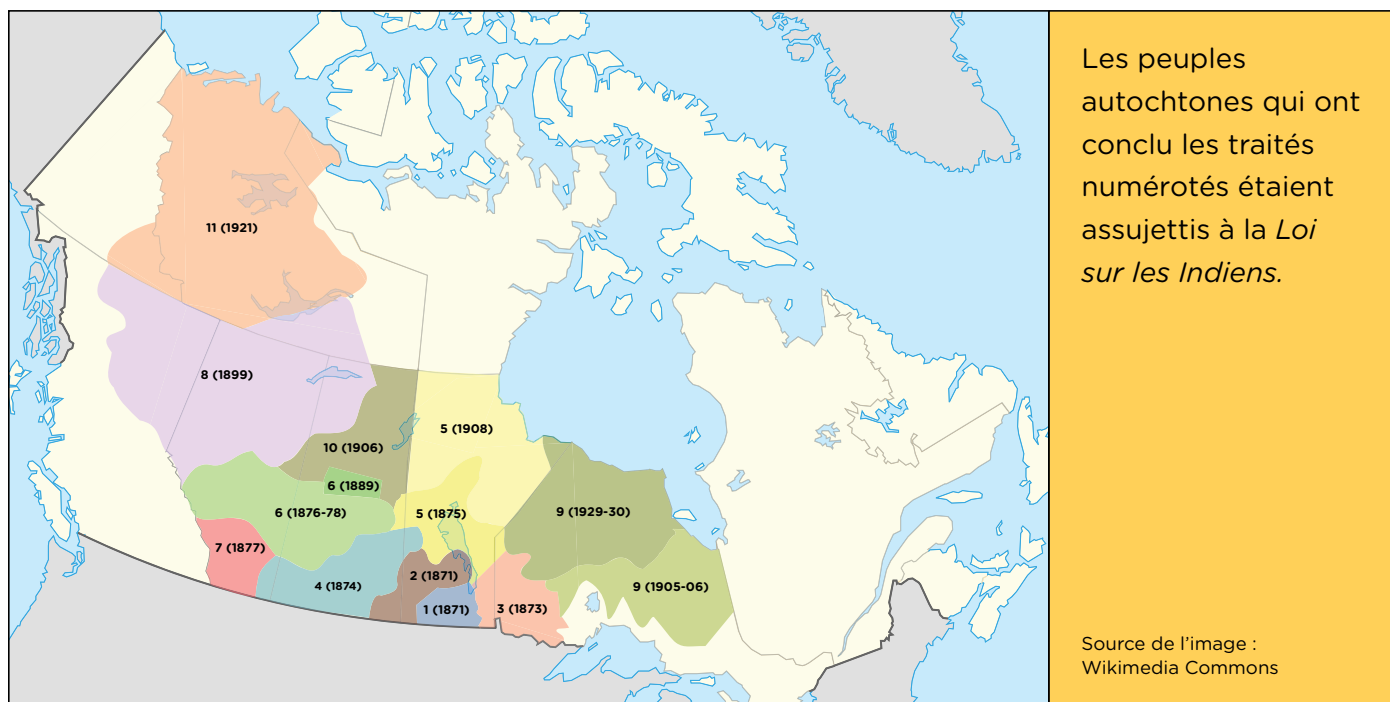 11 (1921)
8 (1899)
10 (1906)
5 (1908)
6 (1889)
6 (1876-78)
5 (1875)
9 (1929-30)
7 (1877)
4 (1874)
2 (1871)
9 (1905-06)
1 (1871)
3 (1873)
Les peuples
autochtones qui ont
conclu les traités
numérotés étaient
assujettis à la Loi
sur les Indiens.
Source de l’image :
Wikimedia Commons